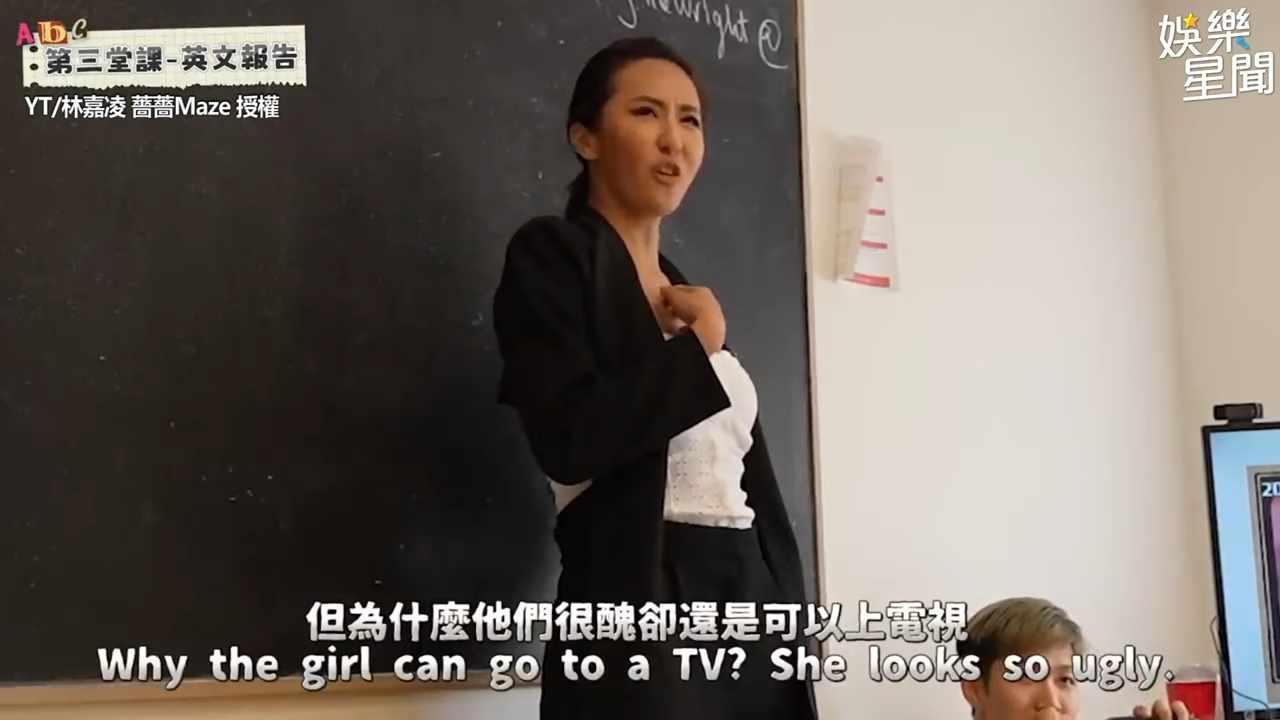 Abc
第三堂課-英文報告
YT/林嘉凌 薔薔Maze 授權
娛樂
星聞
@
20
但為什麼他們很醜卻還是可以上電視
Why the girl can go to a TV? She looks so ugly.